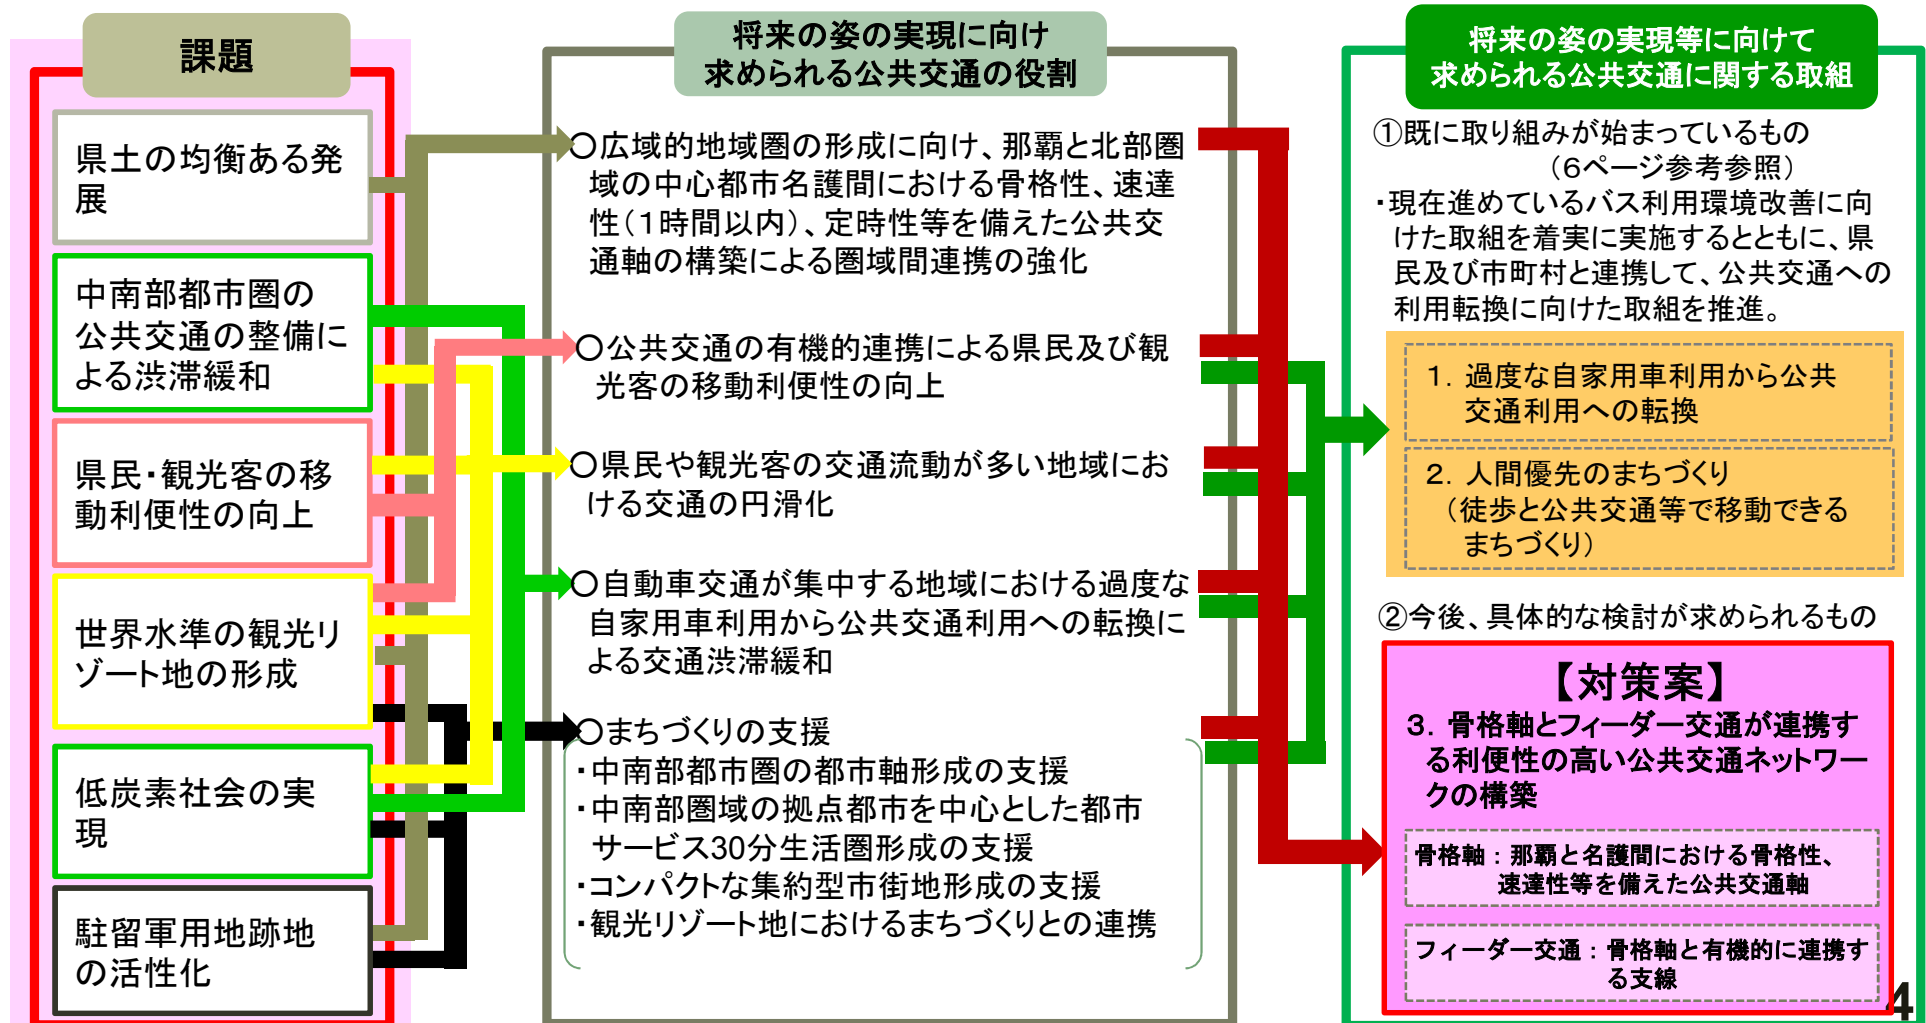 課題
県土の均衡ある発
展
中南部都市圏の
公共交通の整備に
よる渋滞緩和
県民・観光客の移
動利便性の向上
世界水準の観光リ
ゾート地の形成
低炭素社会の実
現
駐留軍用地跡地
の活性化
将来の姿の実現に向け
求められる公共交通の役割
○広域的地域圏の形成に向け、那覇と北部圏
域の中心都市名護間における骨格性、速達
性(1時間以内)、定時性等を備えた公共交
通軸の構築による圏域間連携の強化
○公共交通の有機的連携による県民及び観
光客の移動利便性の向上
○県民や観光客の交通流動が多い地域にお
ける交通の円滑化
○自動車交通が集中する地域における過度な
自家用車利用から公共交通利用への転換に
よる交通渋滞緩和
○まちづくりの支援
・中南部都市圏の都市軸形成の支援
・中南部圏域の拠点都市を中心とした都市
サービス30分生活圏形成の支援
・コンパクトな集約型市街地形成の支援
・観光リゾート地におけるまちづくりとの連携
将来の姿の実現等に向けて
求められる公共交通に関する取組
①既に取り組みが始まっているもの
(6ページ参考参照)
・現在進めているバス利用環境改善に向
けた取組を着実に実施するとともに、県
民及び市町村と連携して、公共交通への
利用転換に向けた取組を推進。
1. 過度な自家用車利用から公共
交通利用への転換
2. 人間優先のまちづくり
(徒歩と公共交通等で移動できる
まちづくり)
②今後、具体的な検討が求められるもの
【対策案】
3. 骨格軸とフィーダー交通が連携す
る利便性の高い公共交通ネットワー
クの構築
骨格軸：那覇と名護間における骨格性、
速達性等を備えた公共交通軸
フィーダー交通：骨格軸と有機的に連携す
る支線
4